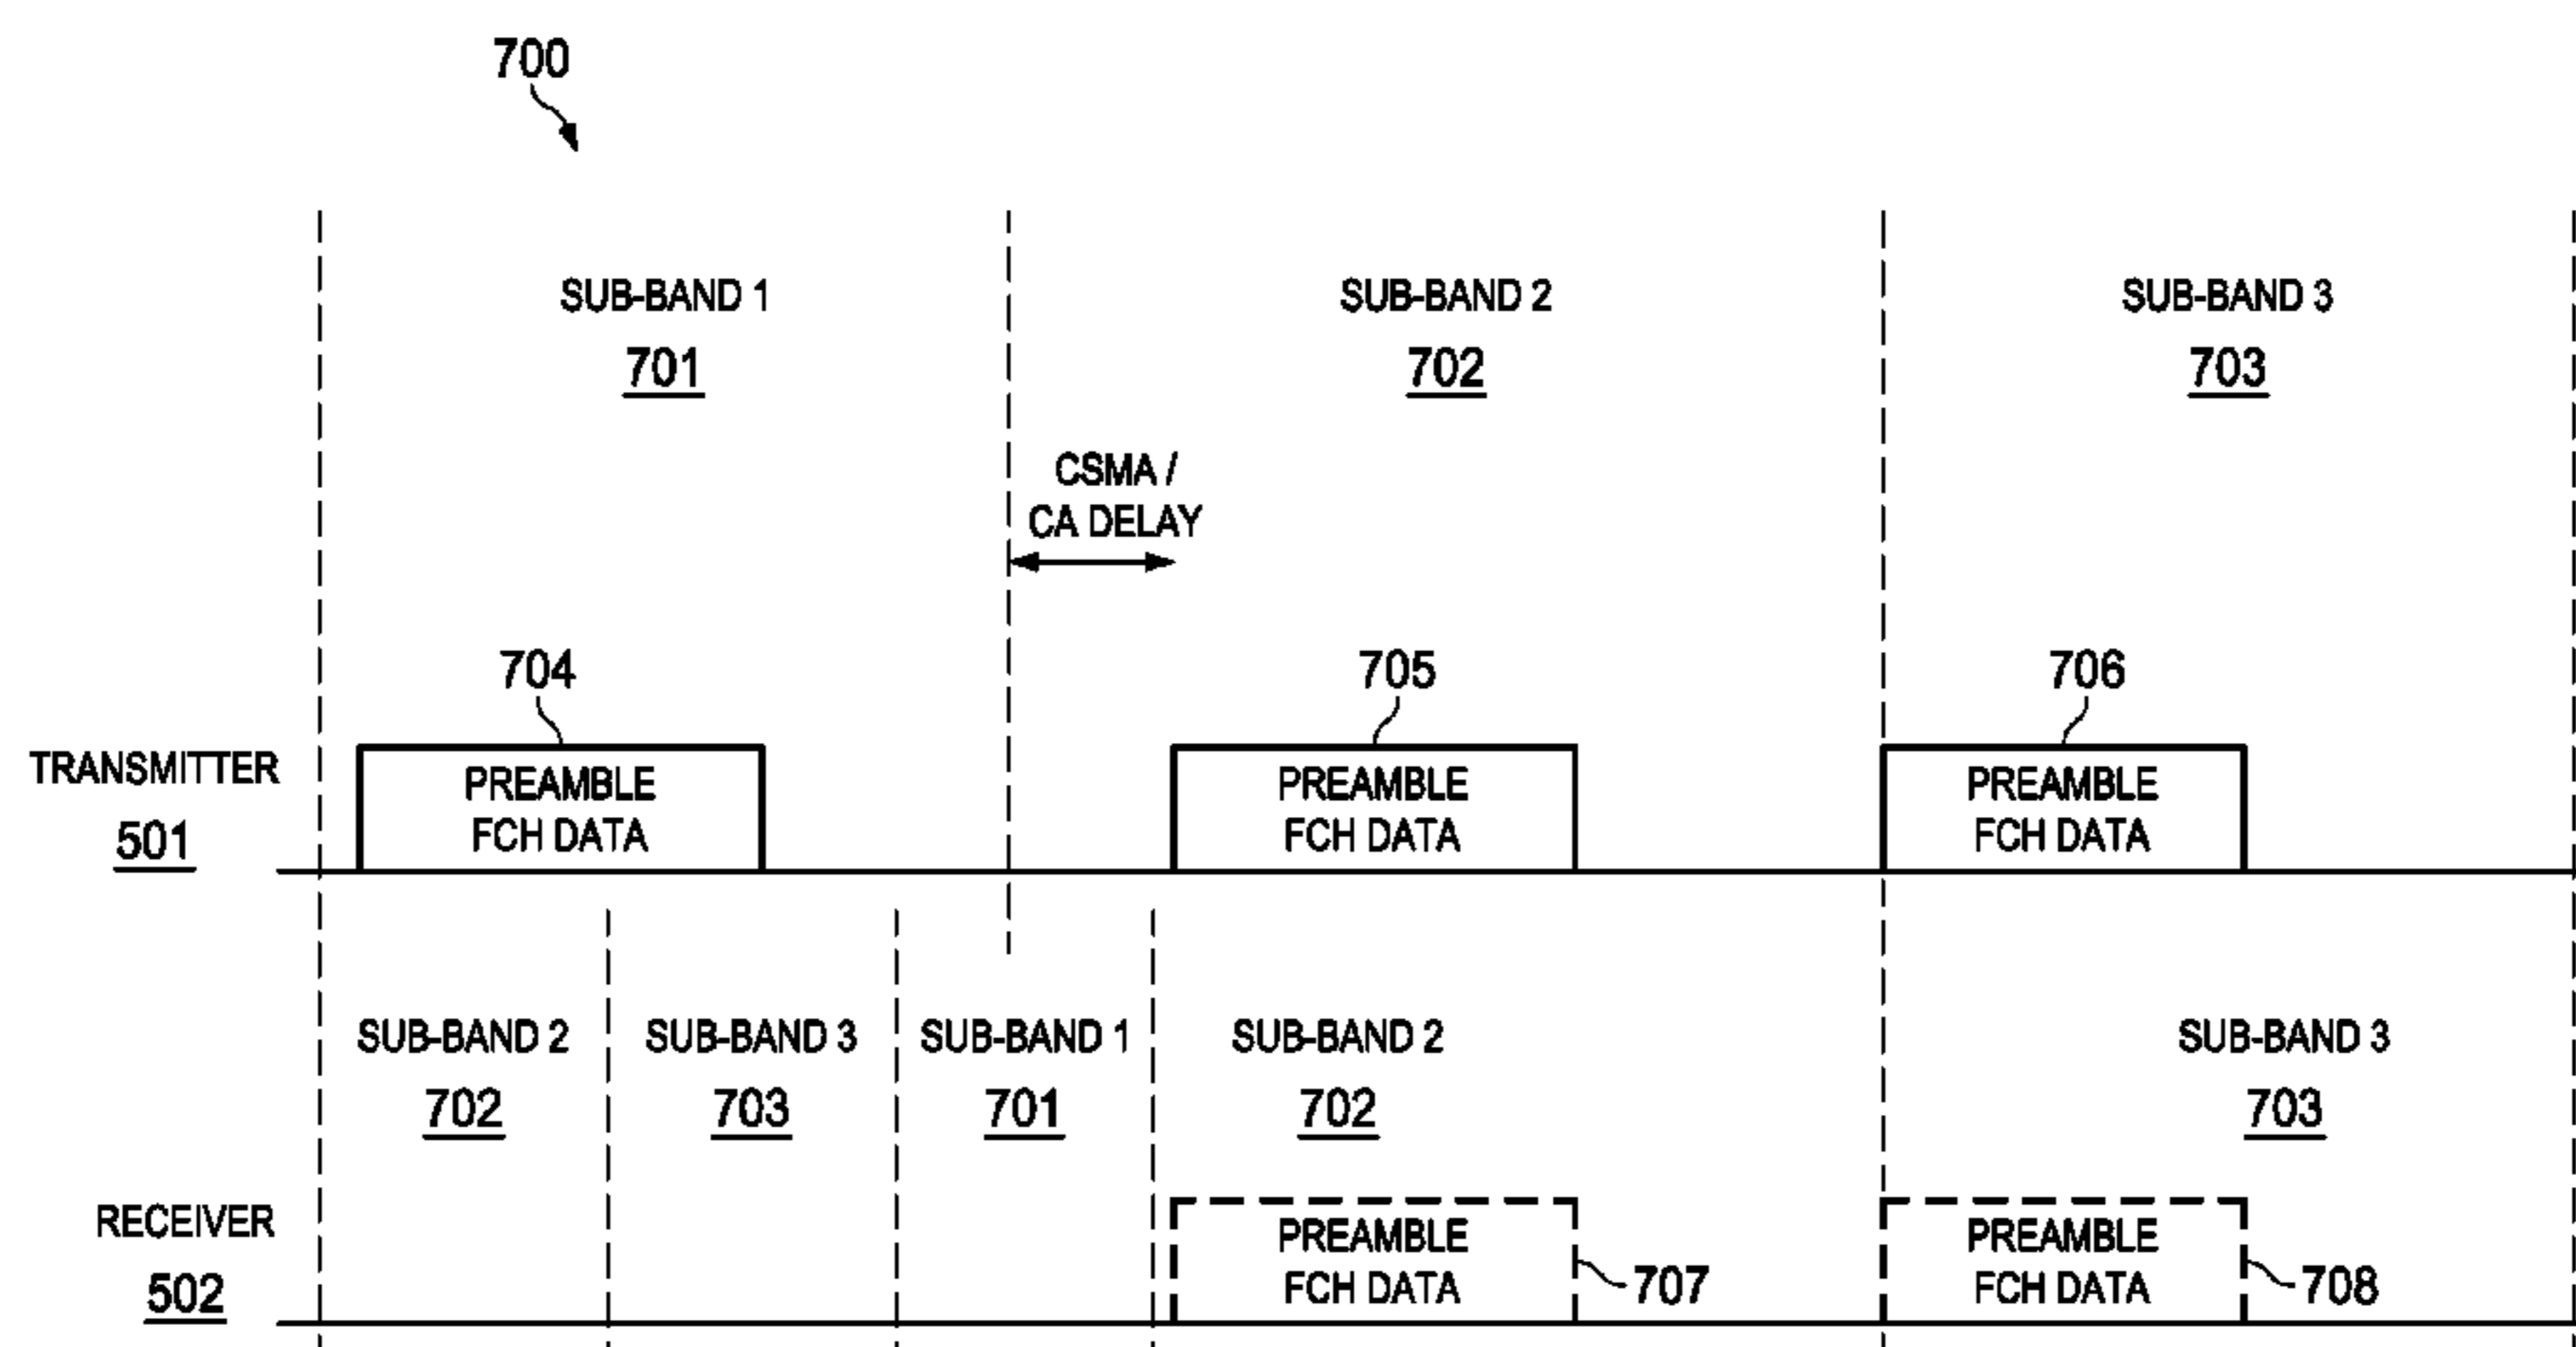 700
SUB-BAND 1
701
SUB-BAND 2
702
SUB-BAND 3
703
CSMA /
CA DELAY
704
705
706
TRANSMITTER
501
PREAMBLE
FCH DATA
PREAMBLE
FCH DATA
PREAMBLE
FCH DATA
SUB-BAND 2
702
SUB-BAND 3
703
SUB-BAND 1
701
SUB-BAND 2
702
SUB-BAND 3
703
RECEIVER
502
PREAMBLE
FCH DATA
707
PREAMBLE
FCH DATA
708